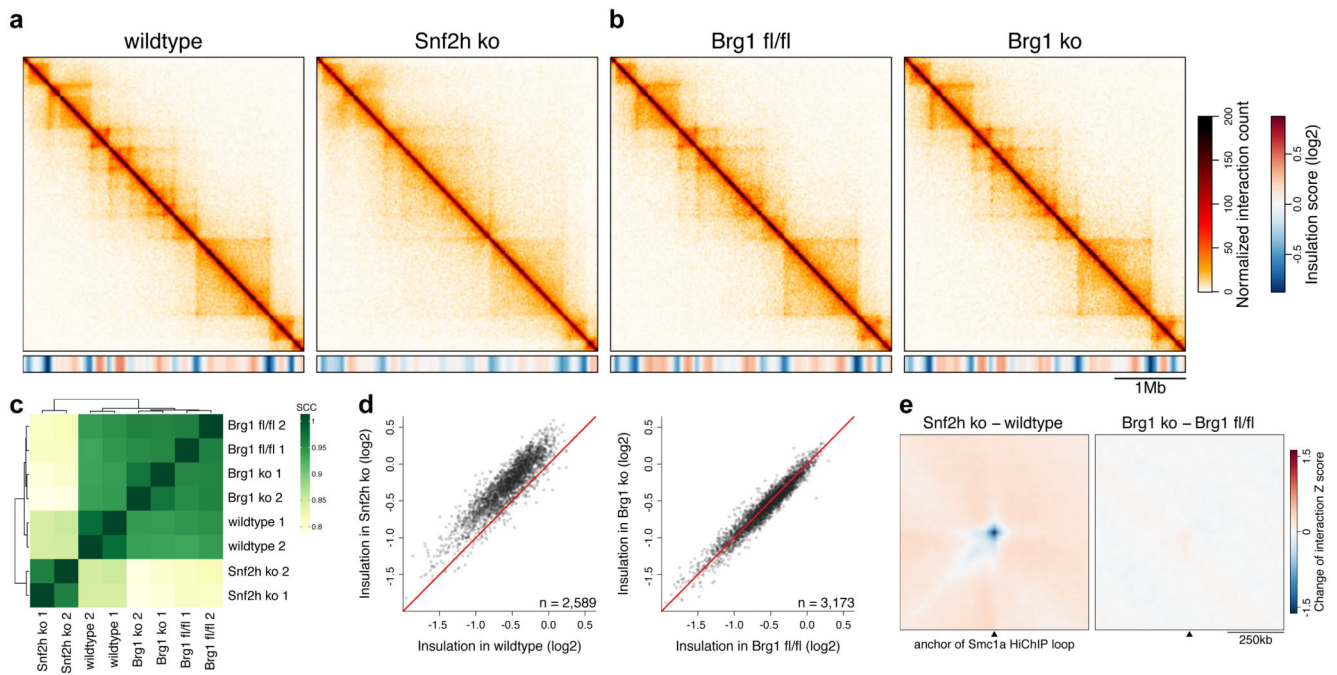 a
b
wildtype
Snf2h ko
Brg1 fl/fl
Brg1 ko
200
150
100
50
0
Normalized interaction count
0.5
0.0
-0.5
Insulation score (log2)
1Mb
c
SCC
1
0.95
0.9
0.85
0.8
Brg1 fl/fl 2
Brg1 fl/fl 1
Brg1 ko 1
Brg1 ko 2
wildtype 1
wildtype 2
Snf2h ko 2
Snf2h ko 1
Snf2h ko 1
Snf2h ko 2
wildtype 2
wildtype 1
Brg1 ko 2
Brg1 ko 1
Brg1 fl/fl 1
Brg1 fl/fl 2
d
Insulation in Snf2h ko (log2)
0.5
0.0
-0.5
-1.0
-1.5
n = 2,589
-1.5 -1.0 -0.5 0.0 0.5
Insulation in wildtype (log2)
Insulation in Brg1 ko (log2)
0.5
0.0
-0.5
-1.0
-1.5
n = 3,173
-1.5 -1.0 -0.5 0.0 0.5
Insulation in Brg1 fl/fl (log2)
e
Snf2h ko – wildtype
Brg1 ko – Brg1 fl/fl
1.5
1
0.5
0
-0.5
-1
-1.5
Change of interaction Z score
anchor of Smc1a HiChIP loop
250kb